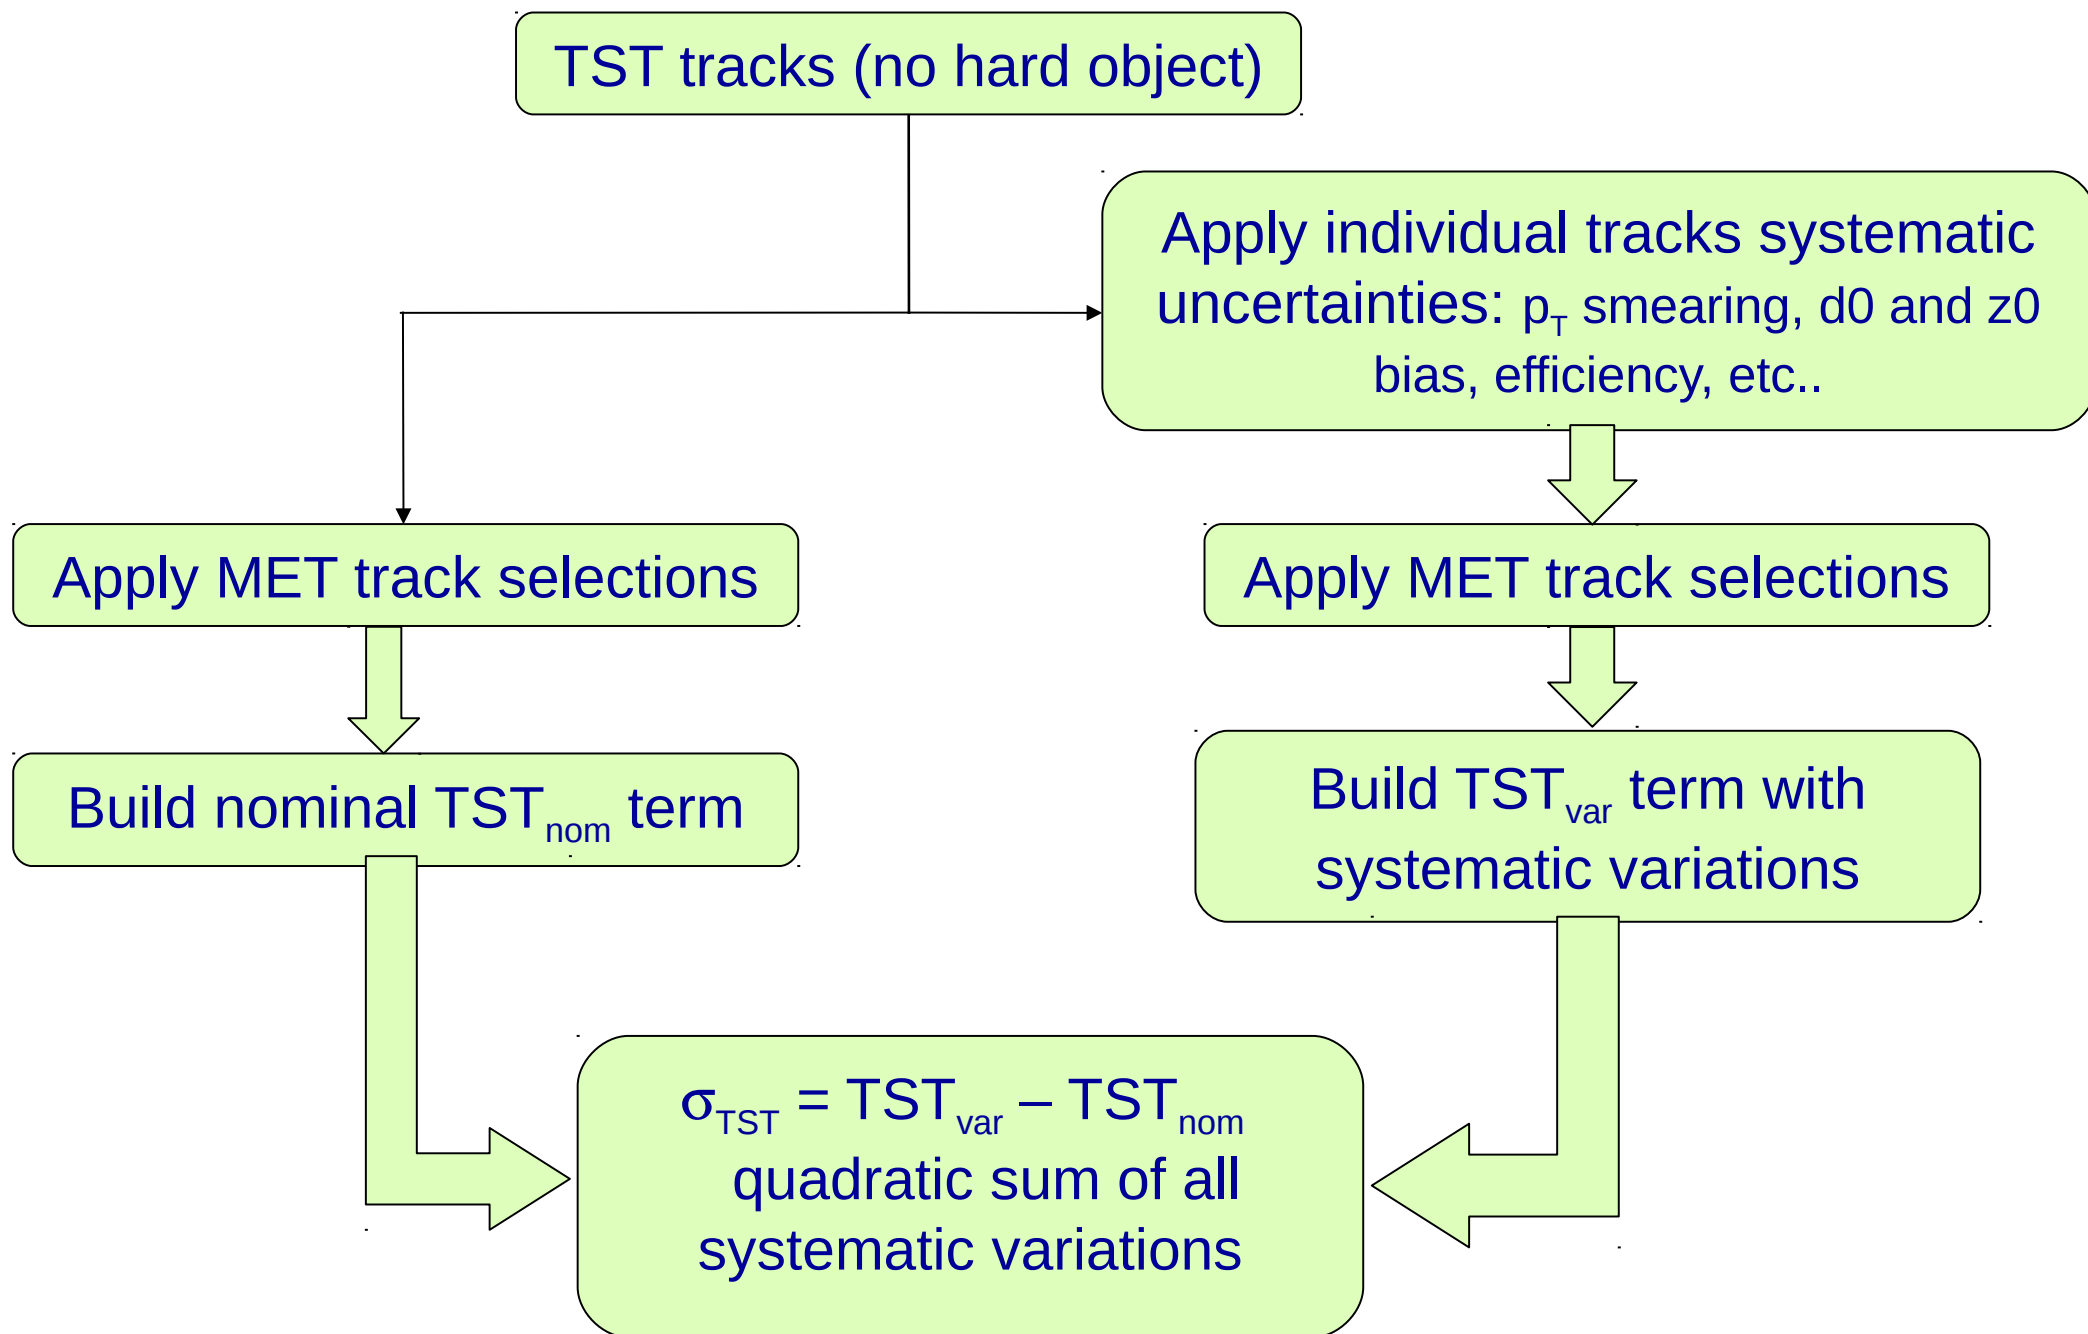 TST tracks (no hard object)
Apply individual tracks systematic
uncertainties: pT smearing, d0 and z0
bias, efficiency, etc..
Apply MET track selections
Apply MET track selections
Build nominal TSTnom term
Build TSTvar term with
systematic variations
σTST = TSTvar – TSTnom
quadratic sum of all
systematic variations